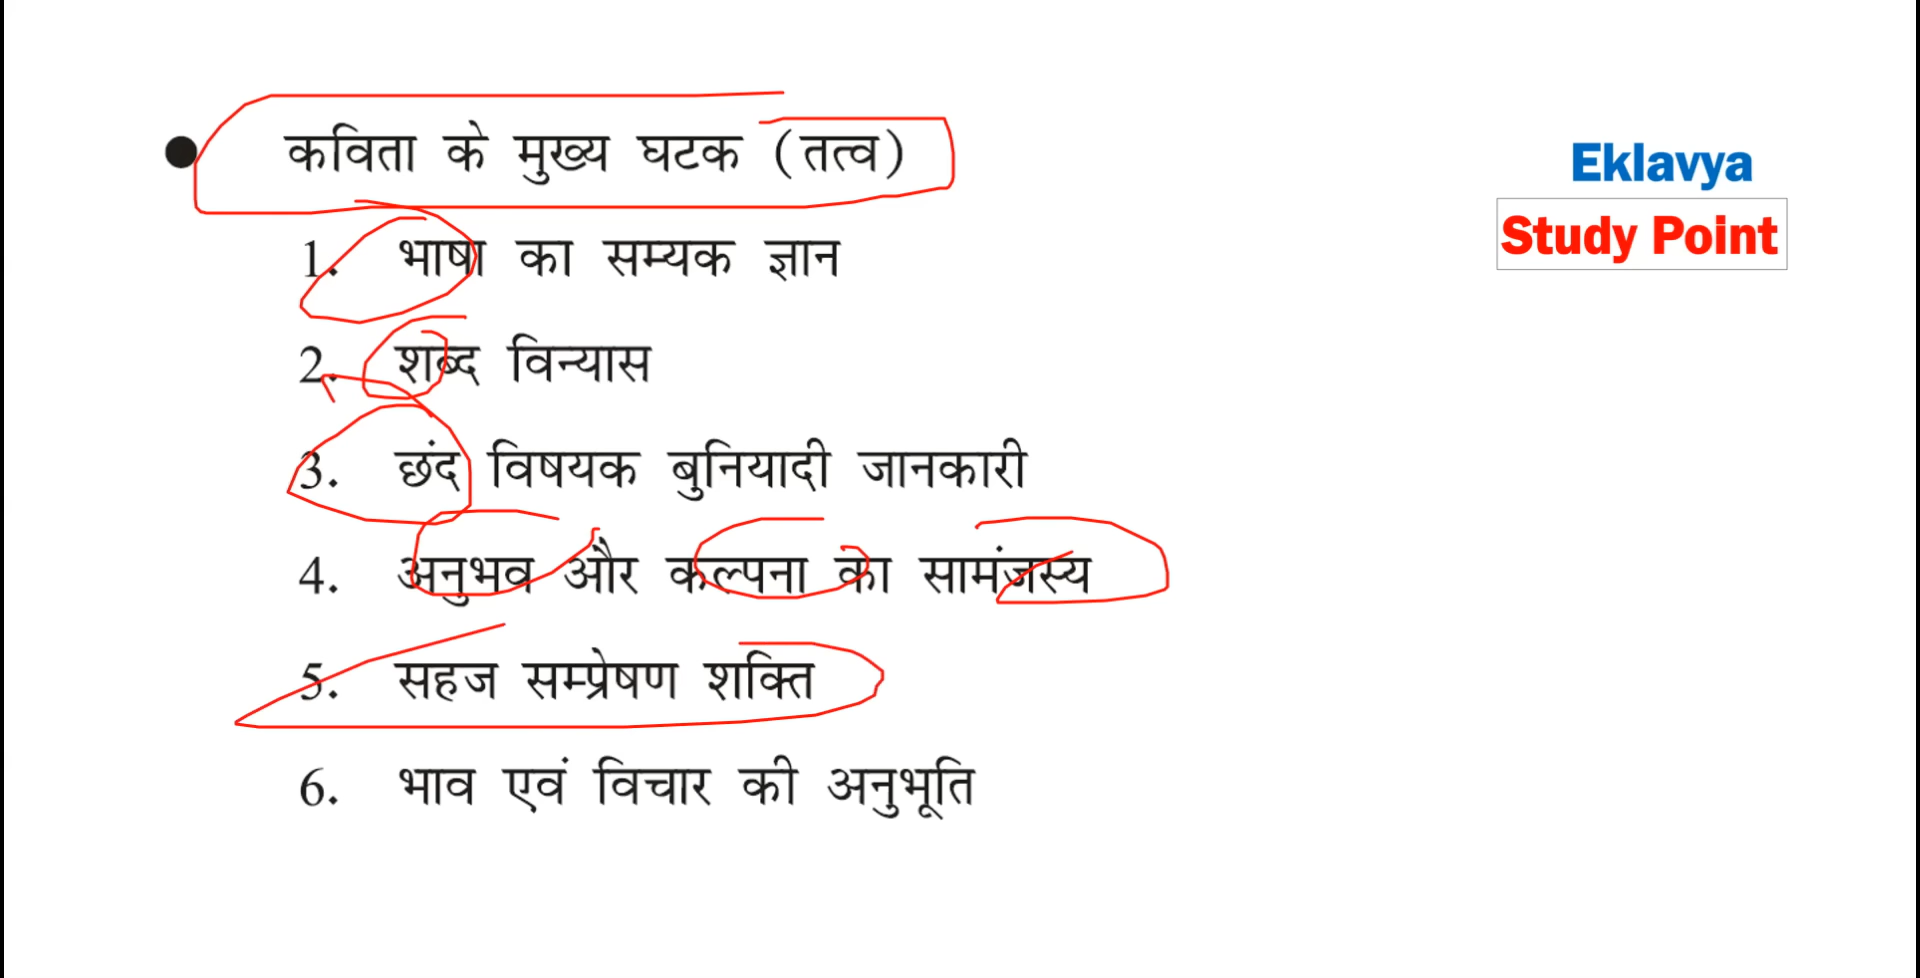 ● कविता के मुख्य घटक (तत्व)
1. भाषा का सम्यक ज्ञान
2. शब्द विन्यास
3. छंद विषयक बुनियादी जानकारी
4. अनुभव और कल्पना का सामंजस्य
5. सहज सम्प्रेषण शक्ति
6. भाव एवं विचार की अनुभूति
Eklavya
Study Point